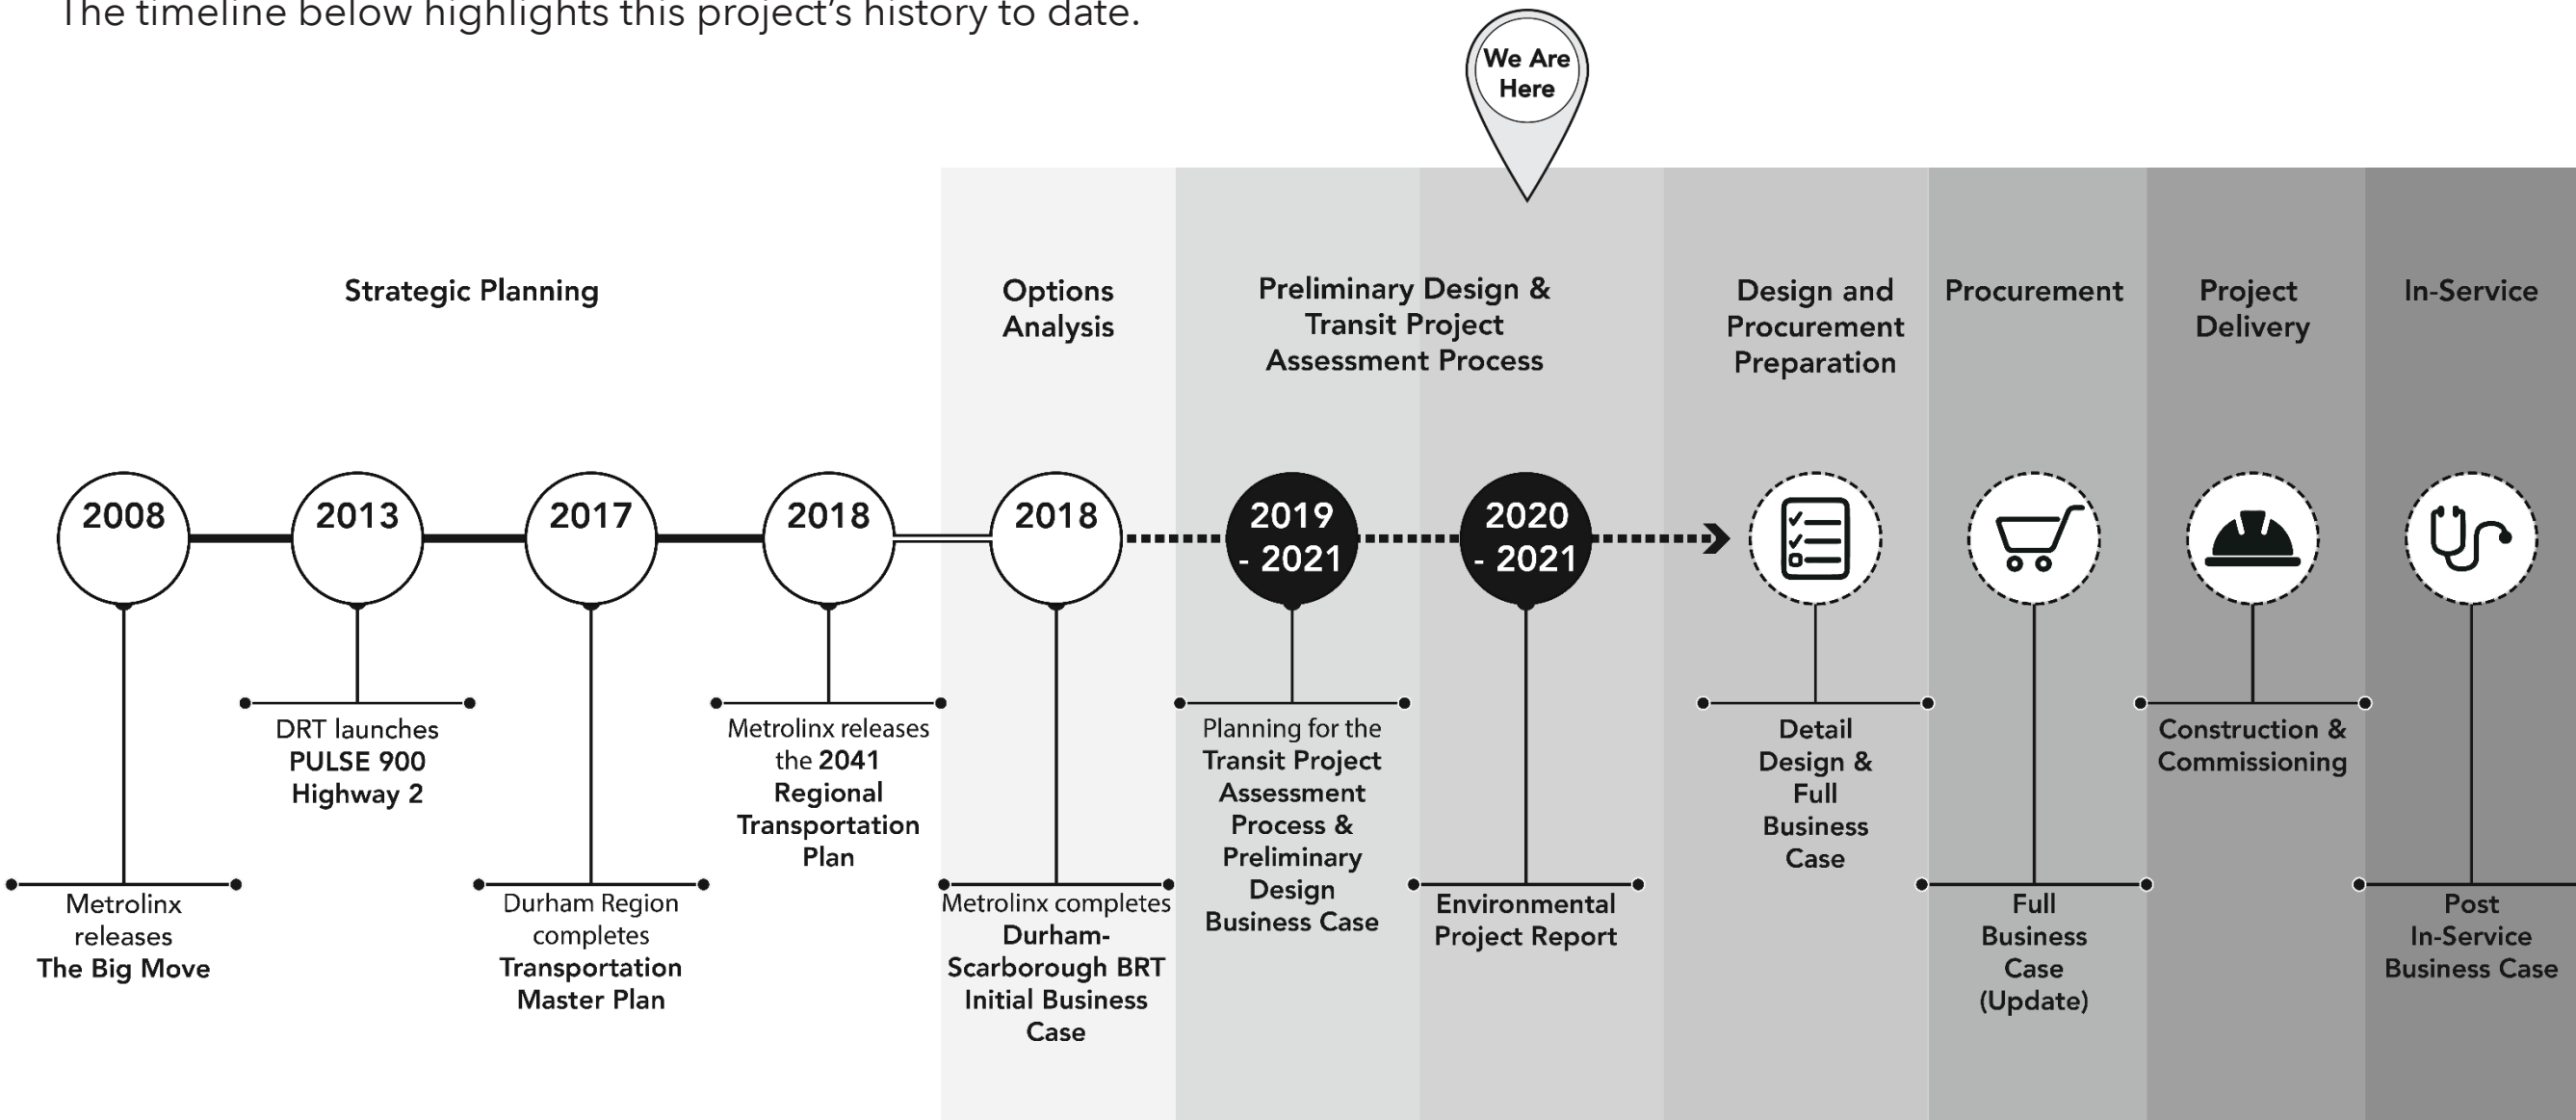 The timeline below highlights this project's history to date.
We Are
Here
Strategic Planning
Options
Analysis
Preliminary Design &
Transit Project
Assessment Process
Design and
Procurement
Preparation
Procurement
Project
Delivery
In-Service
2008
2013
2017
2018
2018
2019
- 2021
2020
- 2021
Metrolinx
releases
The Big Move
DRT launches
PULSE 900
Highway 2
Durham Region
completes
Transportation
Master Plan
Metrolinx releases
the 2041
Regional
Transportation
Plan
Metrolinx completes
Durham-
Scarborough BRT
Initial Business
Case
Planning for the
Transit Project
Assessment
Process &
Preliminary
Design
Business Case
Environmental
Project Report
Detail
Design &
Full
Business
Case
Full
Business
Case
(Update)
Construction &
Commissioning
Post
In-Service
Business Case